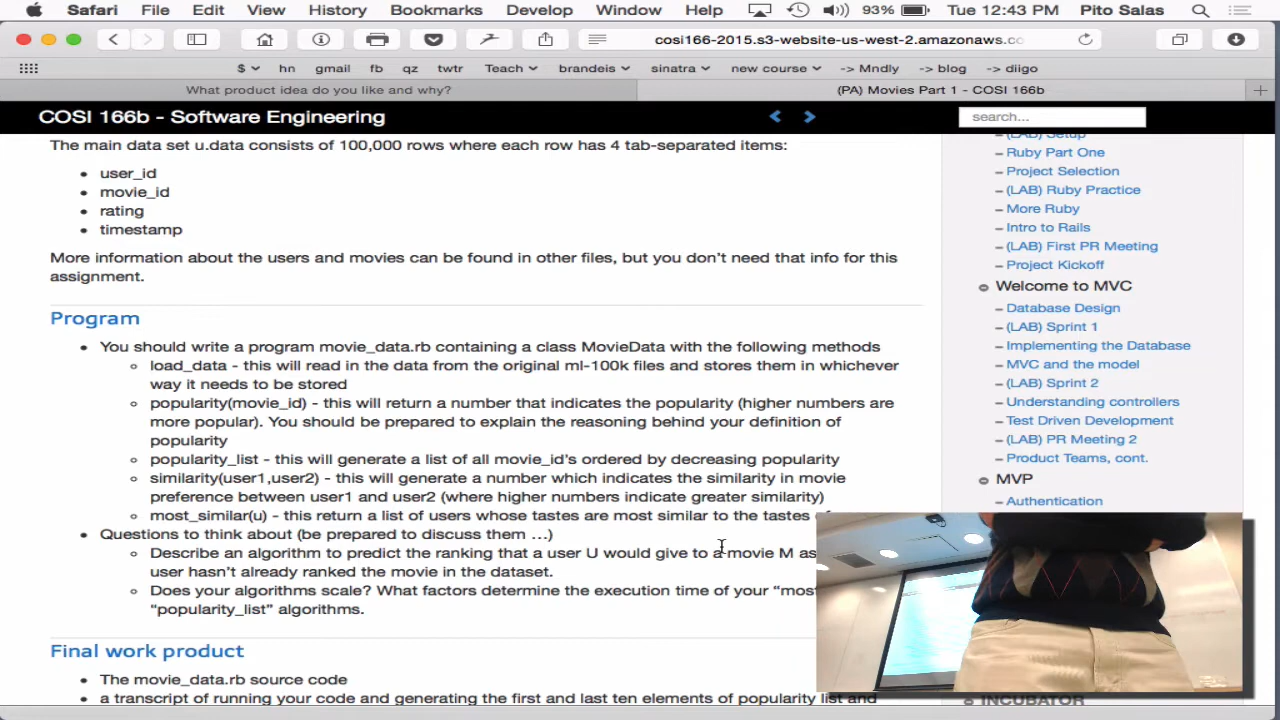 Safari File Edit View History Bookmarks Develop Window Help 93% Tue 12:43 PM Pito Salas
cosi166-2015.s3-website-us-west-2.amazonaws.co
$ hn gmail fb qz twtr Teach brandeis sinatra new course -> Mndly -> blog -> diigo
What product idea do you like and why? (PA) Movies Part 1 - COSI 166b
COSI 166b - Software Engineering search...
The main data set u.data consists of 100,000 rows where each row has 4 tab-separated items:
• user_id
• movie_id
• rating
• timestamp
More information about the users and movies can be found in other files, but you don't need that info for this
assignment.
Program
• You should write a program movie_data.rb containing a class MovieData with the following methods
load_data - this will read in the data from the original ml-100k files and stores them in whichever
way it needs to be stored
popularity(movie_id) - this will return a number that indicates the popularity (higher numbers are
more popular). You should be prepared to explain the reasoning behind your definition of
popularity
popularity_list - this will generate a list of all movie_id's ordered by decreasing popularity
similarity(user1,user2) - this will generate a number which indicates the similarity in movie
preference between user1 and user2 (where higher numbers indicate greater similarity)
most_similar(u) - this return a list of users whose tastes are most similar to the tastes of
• Questions to think about (be prepared to discuss them ...)
Describe an algorithm to predict the ranking that a user U would give to a movie M as
user hasn't already ranked the movie in the dataset.
Does your algorithms scale? What factors determine the execution time of your "most
"popularity_list" algorithms.
Final work product
• The movie_data.rb source code
• a transcript of running your code and generating the first and last ten elements of popularity list and
(LAB) Setup
Ruby Part One
Project Selection
(LAB) Ruby Practice
More Ruby
Intro to Rails
(LAB) First PR Meeting
Project Kickoff
Welcome to MVC
Database Design
(LAB) Sprint 1
Implementing the Database
MVC and the model
(LAB) Sprint 2
Understanding controllers
Test Driven Development
(LAB) PR Meeting 2
Product Teams, cont.
MVP
Authentication
INCUBATOR